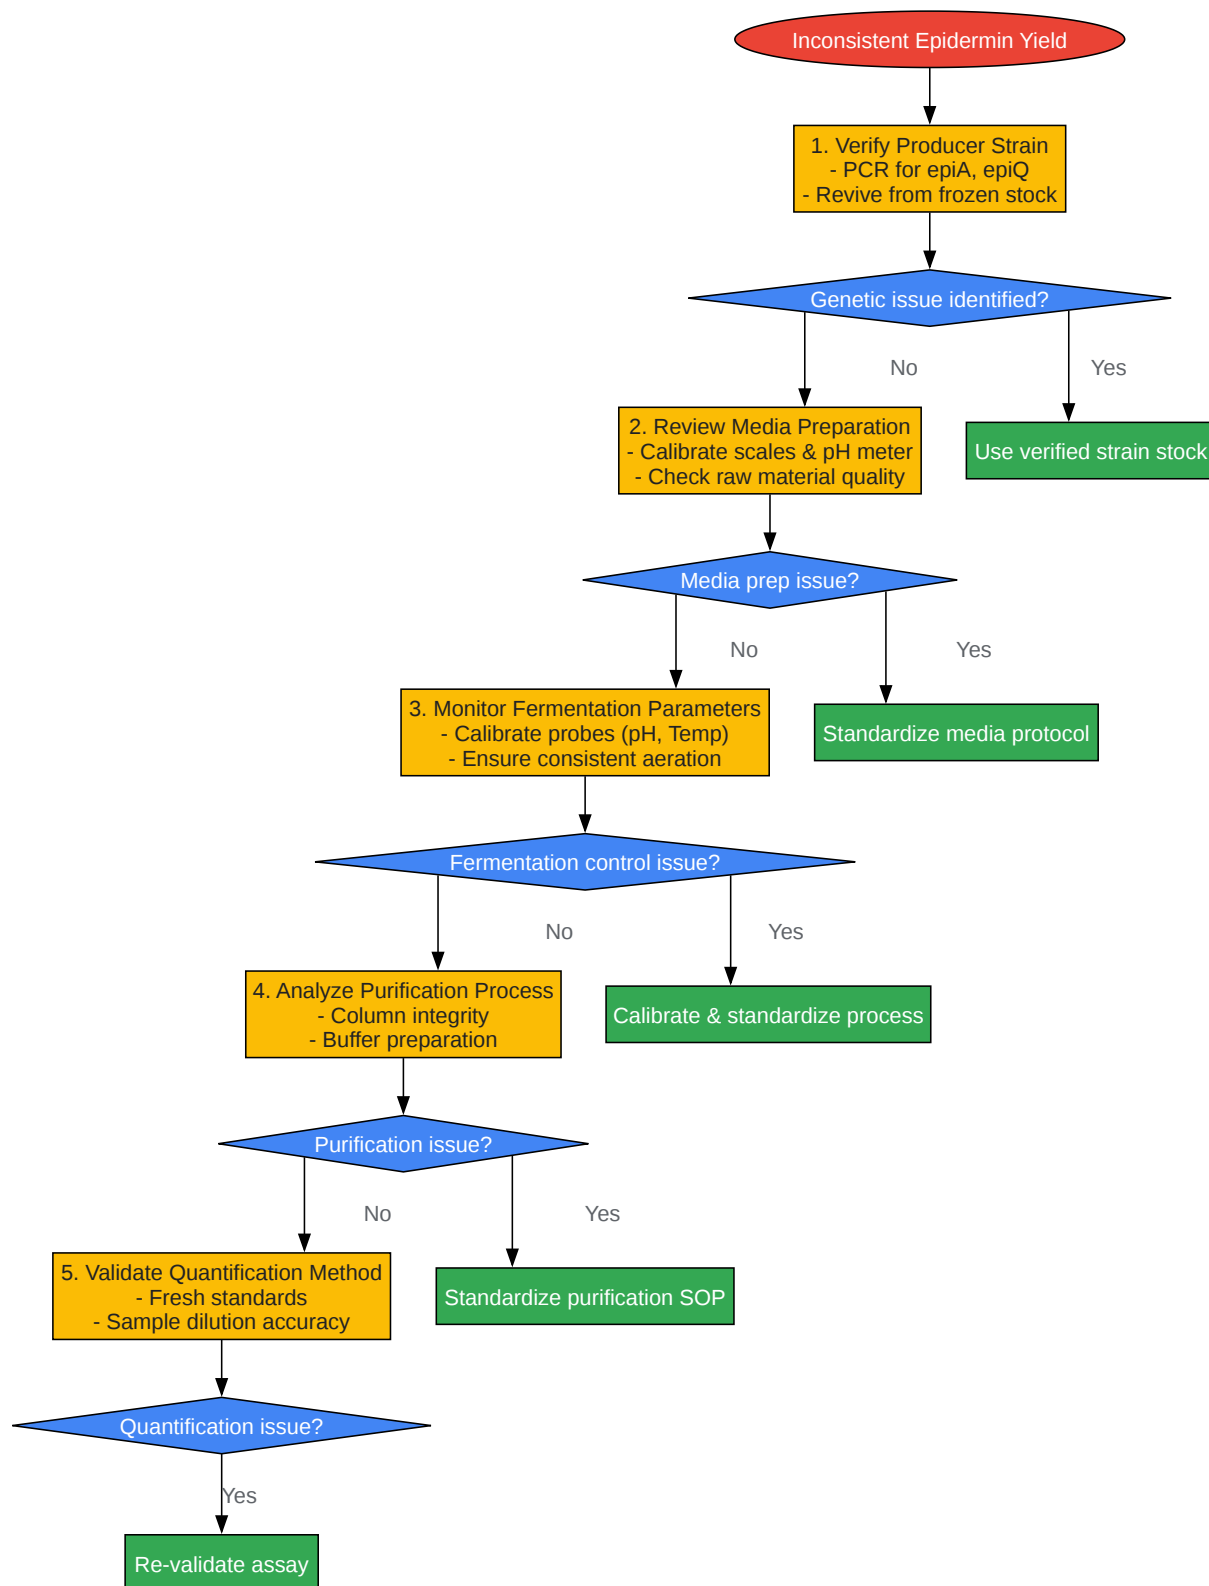 Inconsistent Epidermin Yield
1. Verify Producer Strain
- PCR for epiA, epiQ
- Revive from frozen stock
Genetic issue identified?
No
Yes
2. Review Media Preparation
- Calibrate scales & pH meter
- Check raw material quality
Use verified strain stock
Media prep issue?
No
Yes
3. Monitor Fermentation Parameters
- Calibrate probes (pH, Temp)
- Ensure consistent aeration
Standardize media protocol
Fermentation control issue?
No
Yes
4. Analyze Purification Process
- Column integrity
- Buffer preparation
Calibrate & standardize process
Purification issue?
No
Yes
5. Validate Quantification Method
- Fresh standards
- Sample dilution accuracy
Standardize purification SOP
Quantification issue?
Yes
Re-validate assay